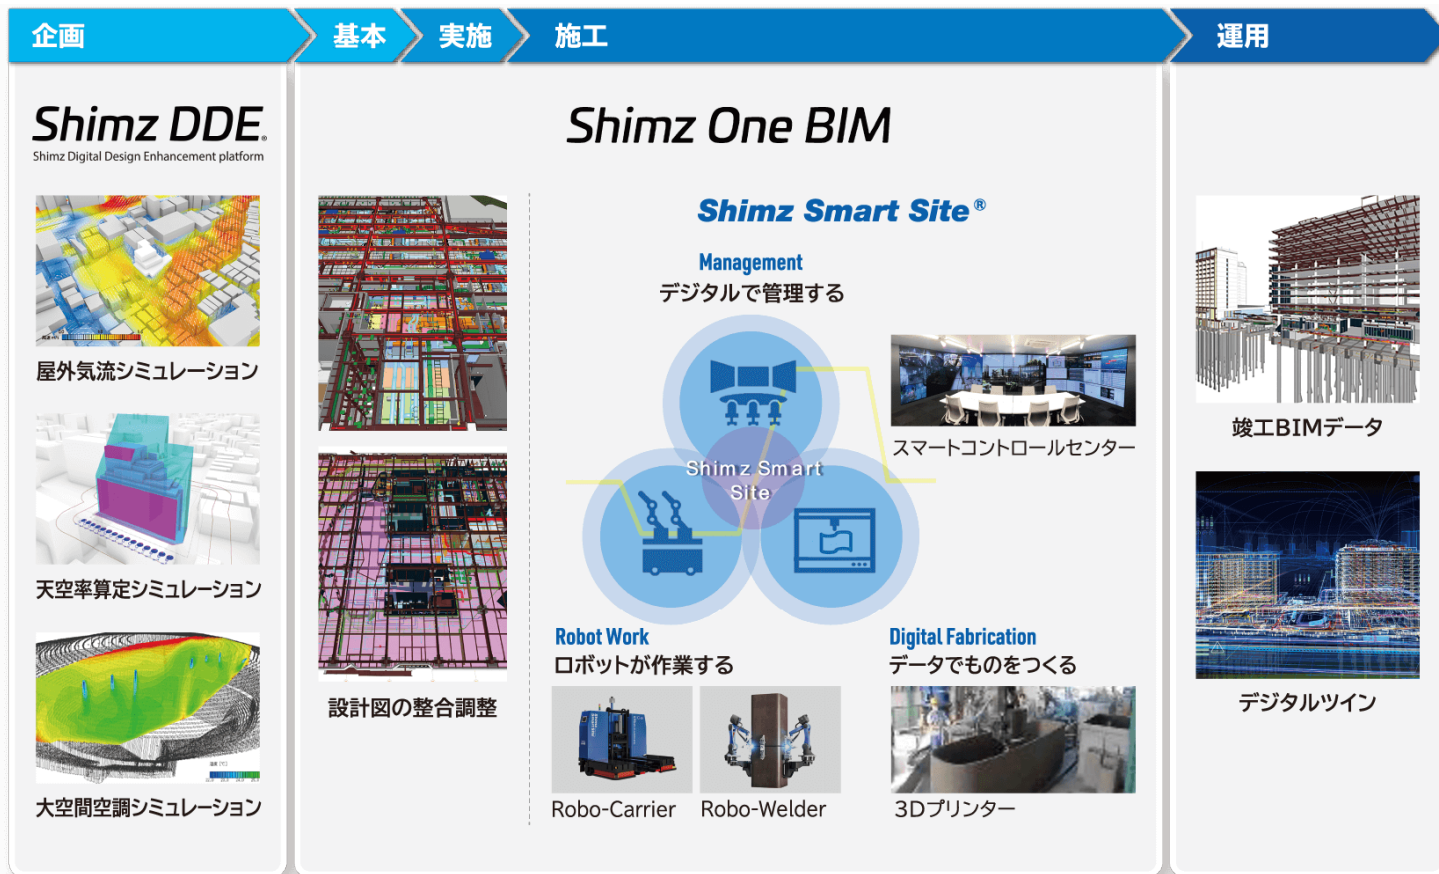 企画
基本
実施
施工
運用
Shimz DDE®
Shimz Digital Design Enhancement platform
屋外気流シミュレーション
天空率算定シミュレーション
大空間空調シミュレーション
Shimz One BIM
設計図の整合調整
Shimz Smart Site®
Management
デジタルで管理する
スマートコントロールセンター
Shimz Smart
Site
Robot Work
ロボットが作業する
Robo-Carrier
Robo-Welder
Digital Fabrication
データでものをつくる
3Dプリンター
竣工BIMデータ
デジタルツイン